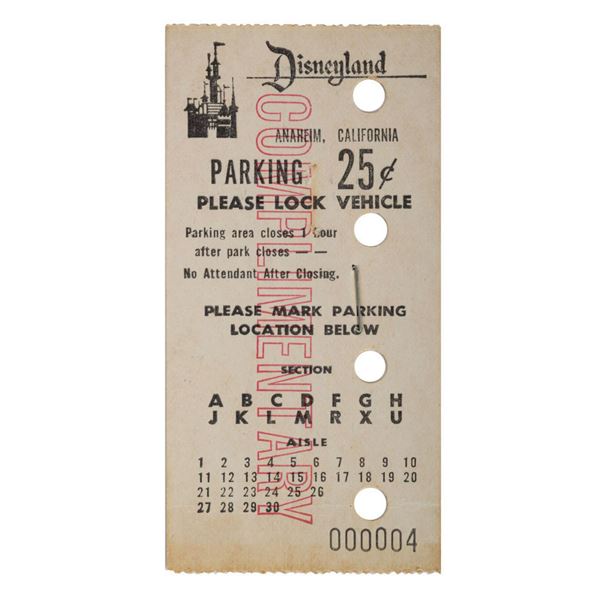 Disneyland
ANAHEIM, CALIFORNIA
PARKING 25¢
PLEASE LOCK VEHICLE
Parking area closes 1 hour
after park closes — —
No Attendant After Closing.
PLEASE MARK PARKING
LOCATION BELOW
SECTION
A B C D F G H
J K L M R X U
AISLE
1 2 3 4 5 6 7 8 9 10
11 12 13 14 15 16 17 18 19 20
21 22 23 24 25 26
27 28 29 30
000004
COMPLIMENTARY